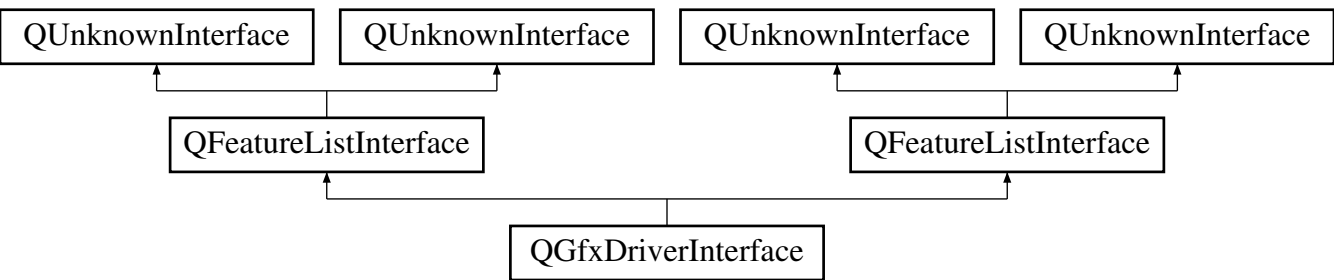 QUnknownInterface QUnknownInterface QUnknownInterface QUnknownInterface
QFeatureListInterface QFeatureListInterface
QGfxDriverInterface